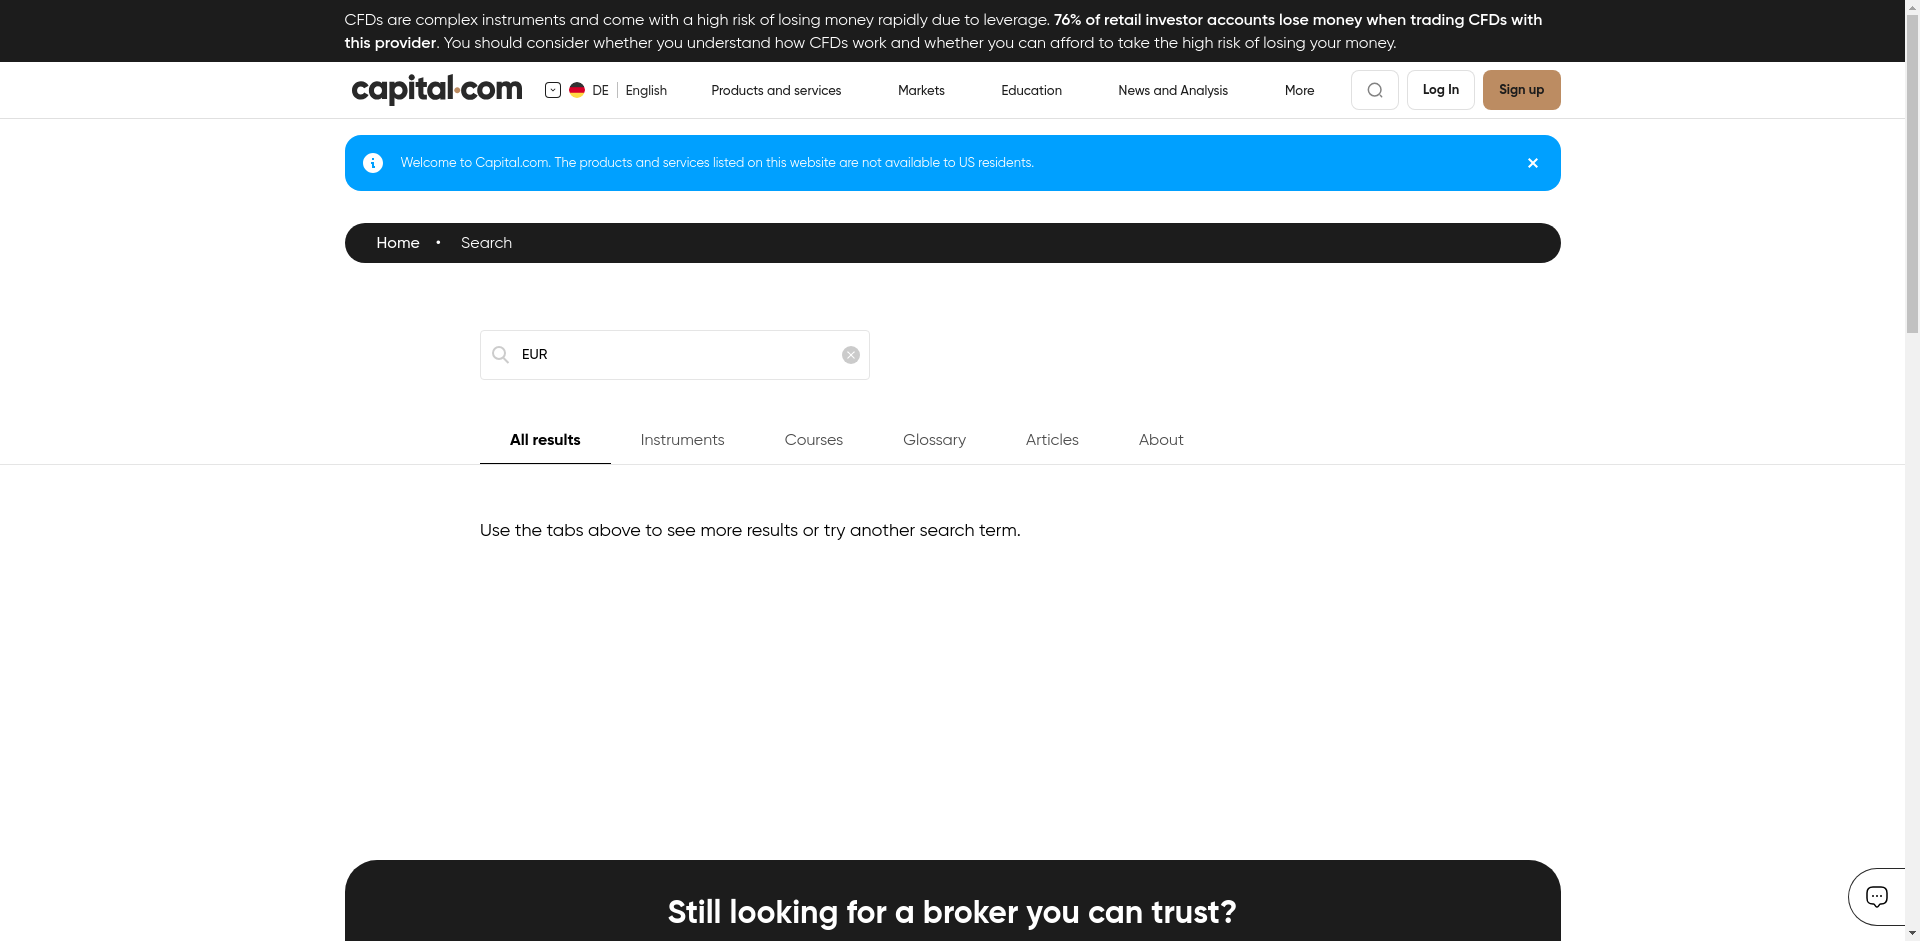 CFDs are complex instruments and come with a high risk of losing money rapidly due to leverage. 76% of retail investor accounts lose money when trading CFDs with
this provider. You should consider whether you understand how CFDs work and whether you can afford to take the high risk of losing your money.
capital.com
DE English
Products and services
Markets
Education
News and Analysis
More
Log In
Sign up
Welcome to Capital.com. The products and services listed on this website are not available to US residents.
Home • Search
EUR
All results
Instruments
Courses
Glossary
Articles
About
Use the tabs above to see more results or try another search term.
Still looking for a broker you can trust?